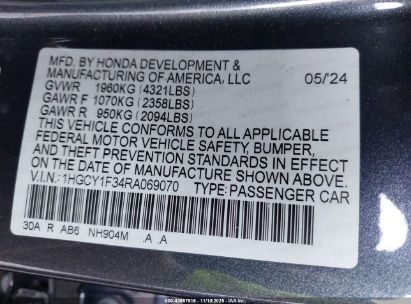 MFD. BY HONDA DEVELOPMENT &
MANUFACTURING OF AMERICA, LLC 05/24
GVWR 1960KG (4321LBS)
GAWR F 1070KG (2358LBS)
GAWR R 950KG (2094LBS)
THIS VEHICLE CONFORMS TO ALL APPLICABLE
FEDERAL MOTOR VEHICLE SAFETY, BUMPER,
AND THEFT PREVENTION STANDARDS IN EFFECT
ON THE DATE OF MANUFACTURE SHOWN ABOVE.
V.I.N.: 1HGCY1F34RA069070 TYPE: PASSENGER CAR
30A R AB6 NH904M .A .A